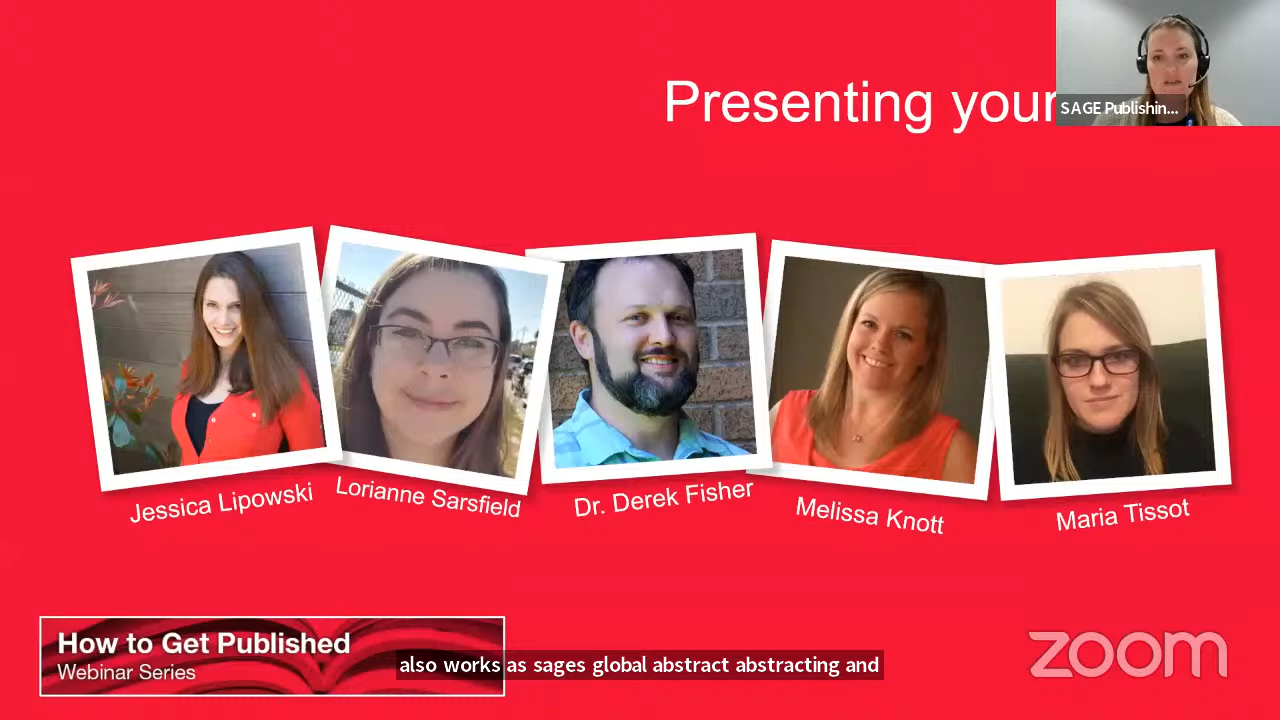 Presenting your
SAGE Publishin...
Jessica Lipowski
Lorianne Sarsfield
Dr. Derek Fisher
Melissa Knott
Maria Tissot
How to Get Published
Webinar Series
also works as sages global abstract abstracting and
zoom